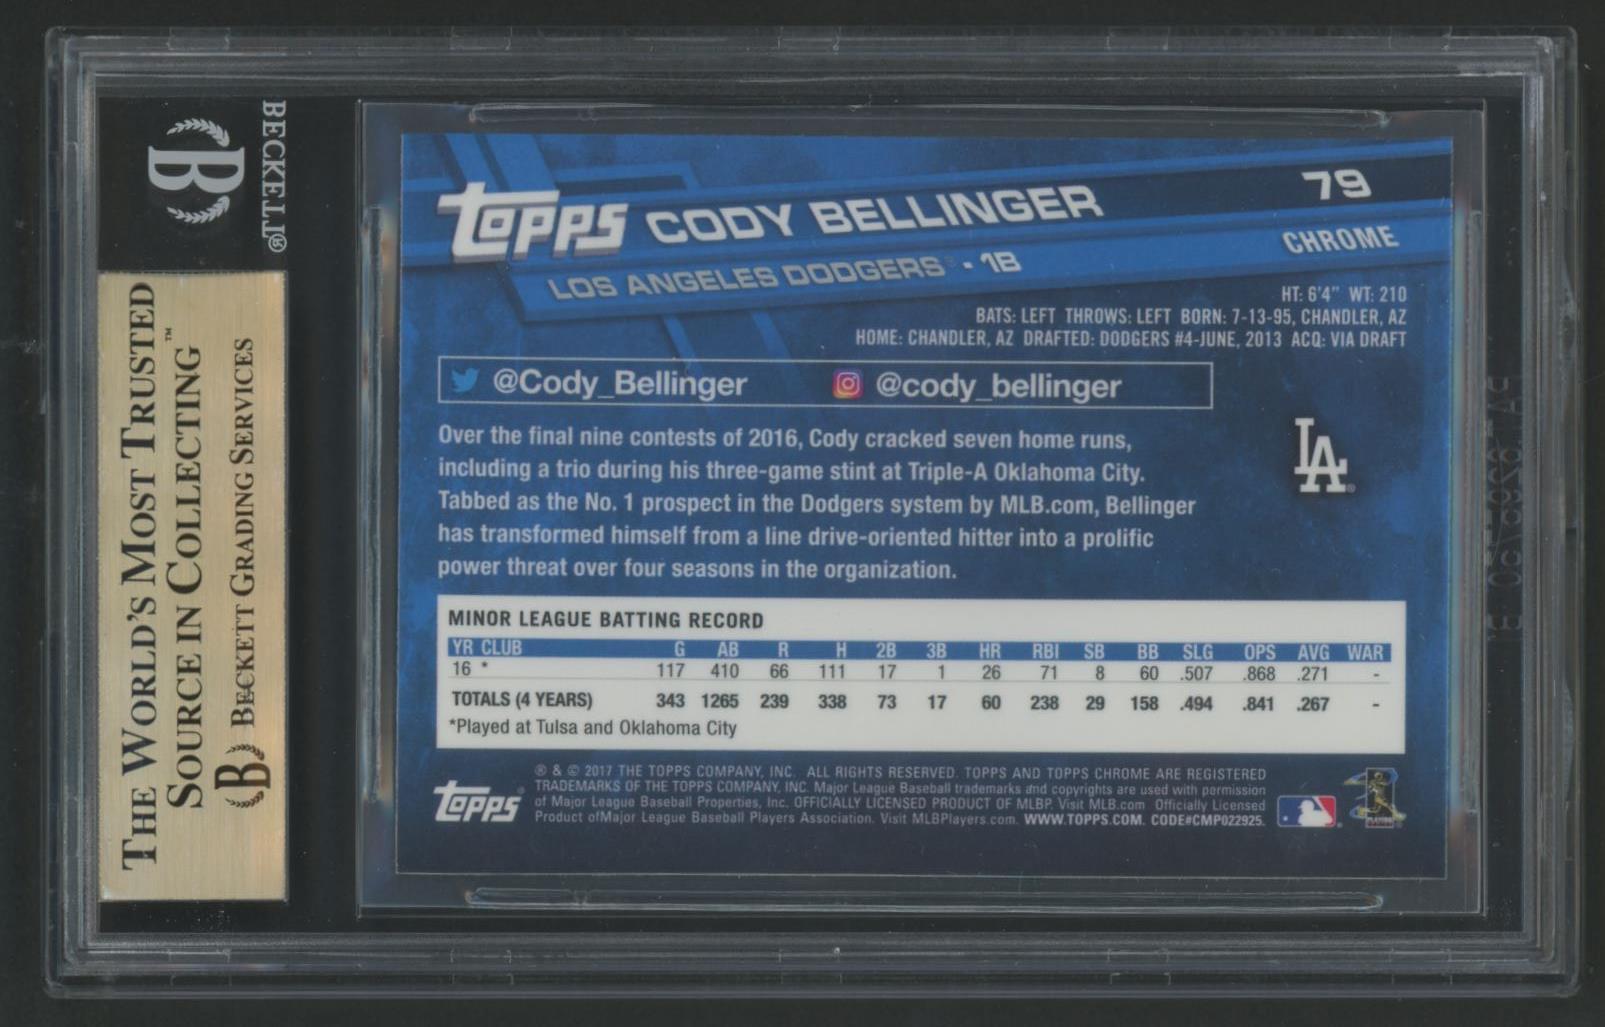 BECKETT®
B
THE WORLD'S MOST TRUSTED
SOURCE IN COLLECTING™
B BECKETT GRADING SERVICES
topps CODY BELLINGER 79
LOS ANGELES DODGERS® • 1B CHROME
HT: 6'4" WT: 210
BATS: LEFT THROWS: LEFT BORN: 7-13-95, CHANDLER, AZ
HOME: CHANDLER, AZ DRAFTED: DODGERS #4-JUNE, 2013 ACQ: VIA DRAFT
@Cody_Bellinger @cody_bellinger
Over the final nine contests of 2016, Cody cracked seven home runs,
including a trio during his three-game stint at Triple-A Oklahoma City.
Tabbed as the No. 1 prospect in the Dodgers system by MLB.com, Bellinger
has transformed himself from a line drive-oriented hitter into a prolific
power threat over four seasons in the organization.
LA®
MINOR LEAGUE BATTING RECORD
YR CLUB G AB R H 2B 3B HR RBI SB BB SLG OPS AVG WAR
16 * 117 410 66 111 17 1 26 71 8 60 .507 .868 .271 -
TOTALS (4 YEARS) 343 1265 239 338 73 17 60 238 29 158 .494 .841 .267 -
*Played at Tulsa and Oklahoma City
topps®
® & © 2017 THE TOPPS COMPANY, INC. ALL RIGHTS RESERVED. TOPPS AND TOPPS CHROME ARE REGISTERED
TRADEMARKS OF THE TOPPS COMPANY, INC. Major League Baseball trademarks and copyrights are used with permission
of Major League Baseball Properties, Inc. OFFICIALLY LICENSED PRODUCT OF MLBP. Visit MLB.com Officially Licensed
Product ofMajor League Baseball Players Association. Visit MLBPlayers.com. WWW.TOPPS.COM. CODE#CMP022925.